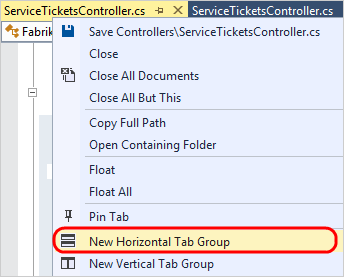 ServiceTicketsController.cs ServiceTicketsController.cs
Fabrik
Save Controllers\ServiceTicketsController.cs
Close
Close All Documents
Close All But This
Copy Full Path
Open Containing Folder
Float
Float All
Pin Tab
New Horizontal Tab Group
New Vertical Tab Group